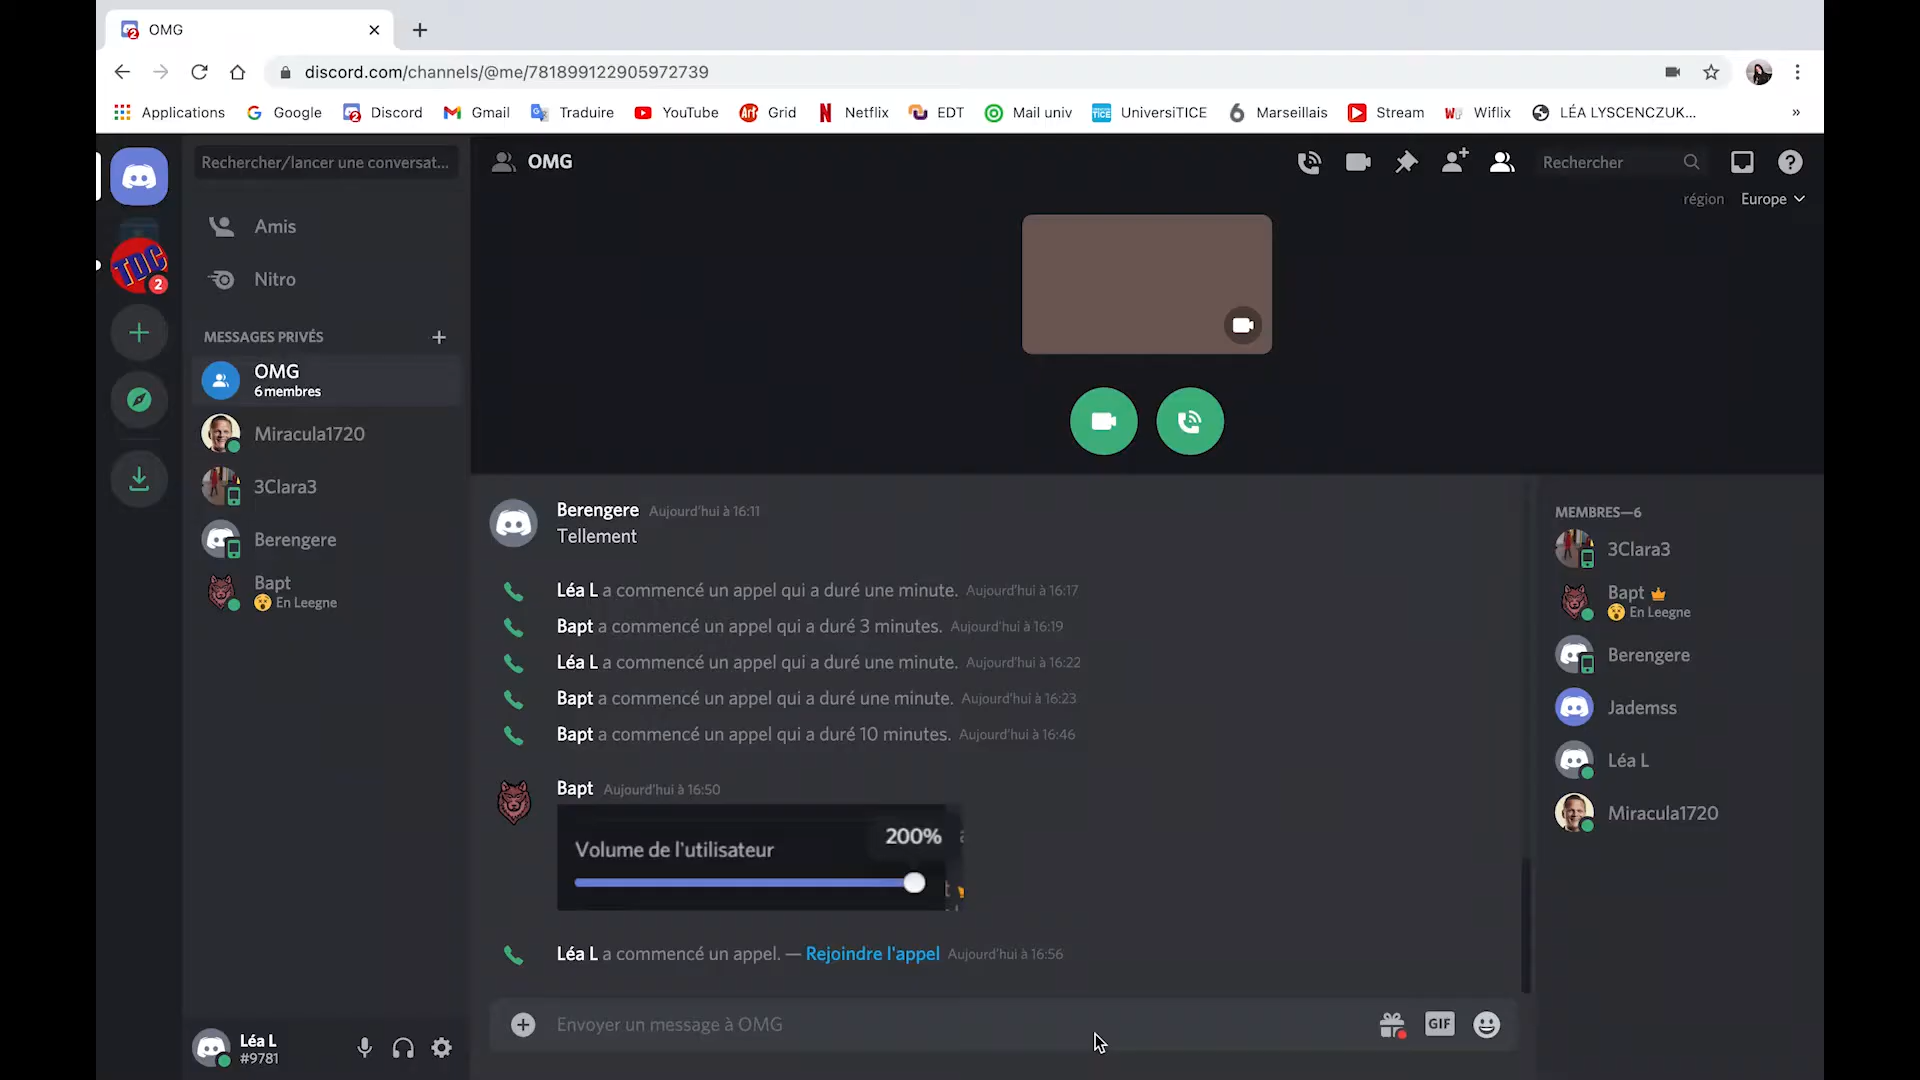 OMG
discord.com/channels/@me/781899122905972739
Applications
Google
Discord
Gmail
Traduire
YouTube
Grid
Netflix
EDT
Mail univ
UniversiTICE
Marseillais
Stream
Wiflix
LÉA LYSCENCZUK...
»
Rechercher/lancer une conversat...
OMG
Rechercher
région Europe
Amis
TDC
2
Nitro
MESSAGES PRIVÉS
OMG
6 membres
Miracula1720
3Clara3
Berengere
Bapt
En Leegne
Berengere Aujourd'hui à 16:11
Tellement
Léa L a commencé un appel qui a duré une minute. Aujourd'hui à 16:17
Bapt a commencé un appel qui a duré 3 minutes. Aujourd'hui à 16:19
Léa L a commencé un appel qui a duré une minute. Aujourd'hui à 16:22
Bapt a commencé un appel qui a duré une minute. Aujourd'hui à 16:23
Bapt a commencé un appel qui a duré 10 minutes. Aujourd'hui à 16:46
Bapt Aujourd'hui à 16:50
200%
Volume de l'utilisateur
Léa L a commencé un appel. — Rejoindre l'appel Aujourd'hui à 16:56
Envoyer un message à OMG
GIF
MEMBRES—6
3Clara3
Bapt
En Leegne
Berengere
Jademss
Léa L
Miracula1720
Léa L
#9781